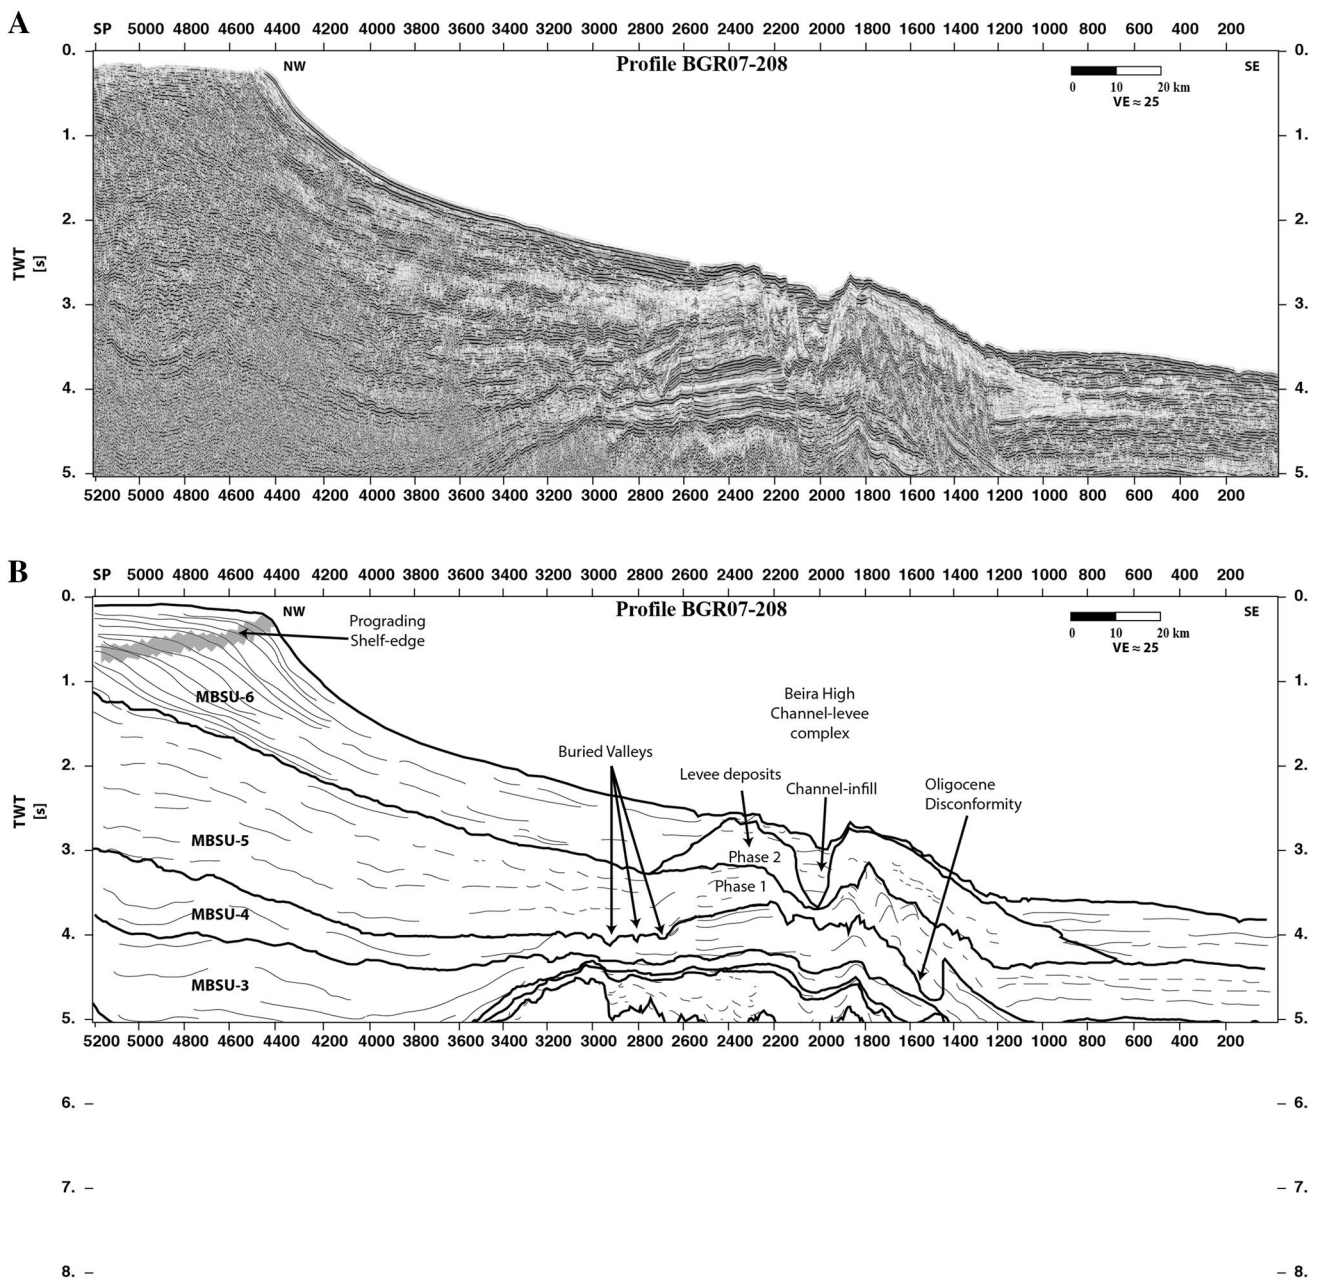 A
SP 5000 4800 4600 4400 4200 4000 3800 3600 3400 3200 3000 2800 2600 2400 2200 2000 1800 1600 1400 1200 1000 800 600 400 200
0. 0.
NW Profile BGR07-208 SE
0 10 20 km
VE ≈ 25
1. 1.
2. 2.
TWT
[s]
3. 3.
4. 4.
5. 5.
5200 5000 4800 4600 4400 4200 4000 3800 3600 3400 3200 3000 2800 2600 2400 2200 2000 1800 1600 1400 1200 1000 800 600 400 200
B
SP 5000 4800 4600 4400 4200 4000 3800 3600 3400 3200 3000 2800 2600 2400 2200 2000 1800 1600 1400 1200 1000 800 600 400 200
0. 0.
NW Profile BGR07-208 SE
Prograding
Shelf-edge
0 10 20 km
VE ≈ 25
1. 1.
MBSU-6
Beira High
Channel-levee
complex
Buried Valleys
2. 2.
Levee deposits
Channel-infill
Oligocene
Disconformity
TWT
[s]
MBSU-5
3. 3.
Phase 2
Phase 1
MBSU-4
4. 4.
MBSU-3
5. 5.
5200 5000 4800 4600 4400 4200 4000 3800 3600 3400 3200 3000 2800 2600 2400 2200 2000 1800 1600 1400 1200 1000 800 600 400 200
6. 6.
7. 7.
8. 8.